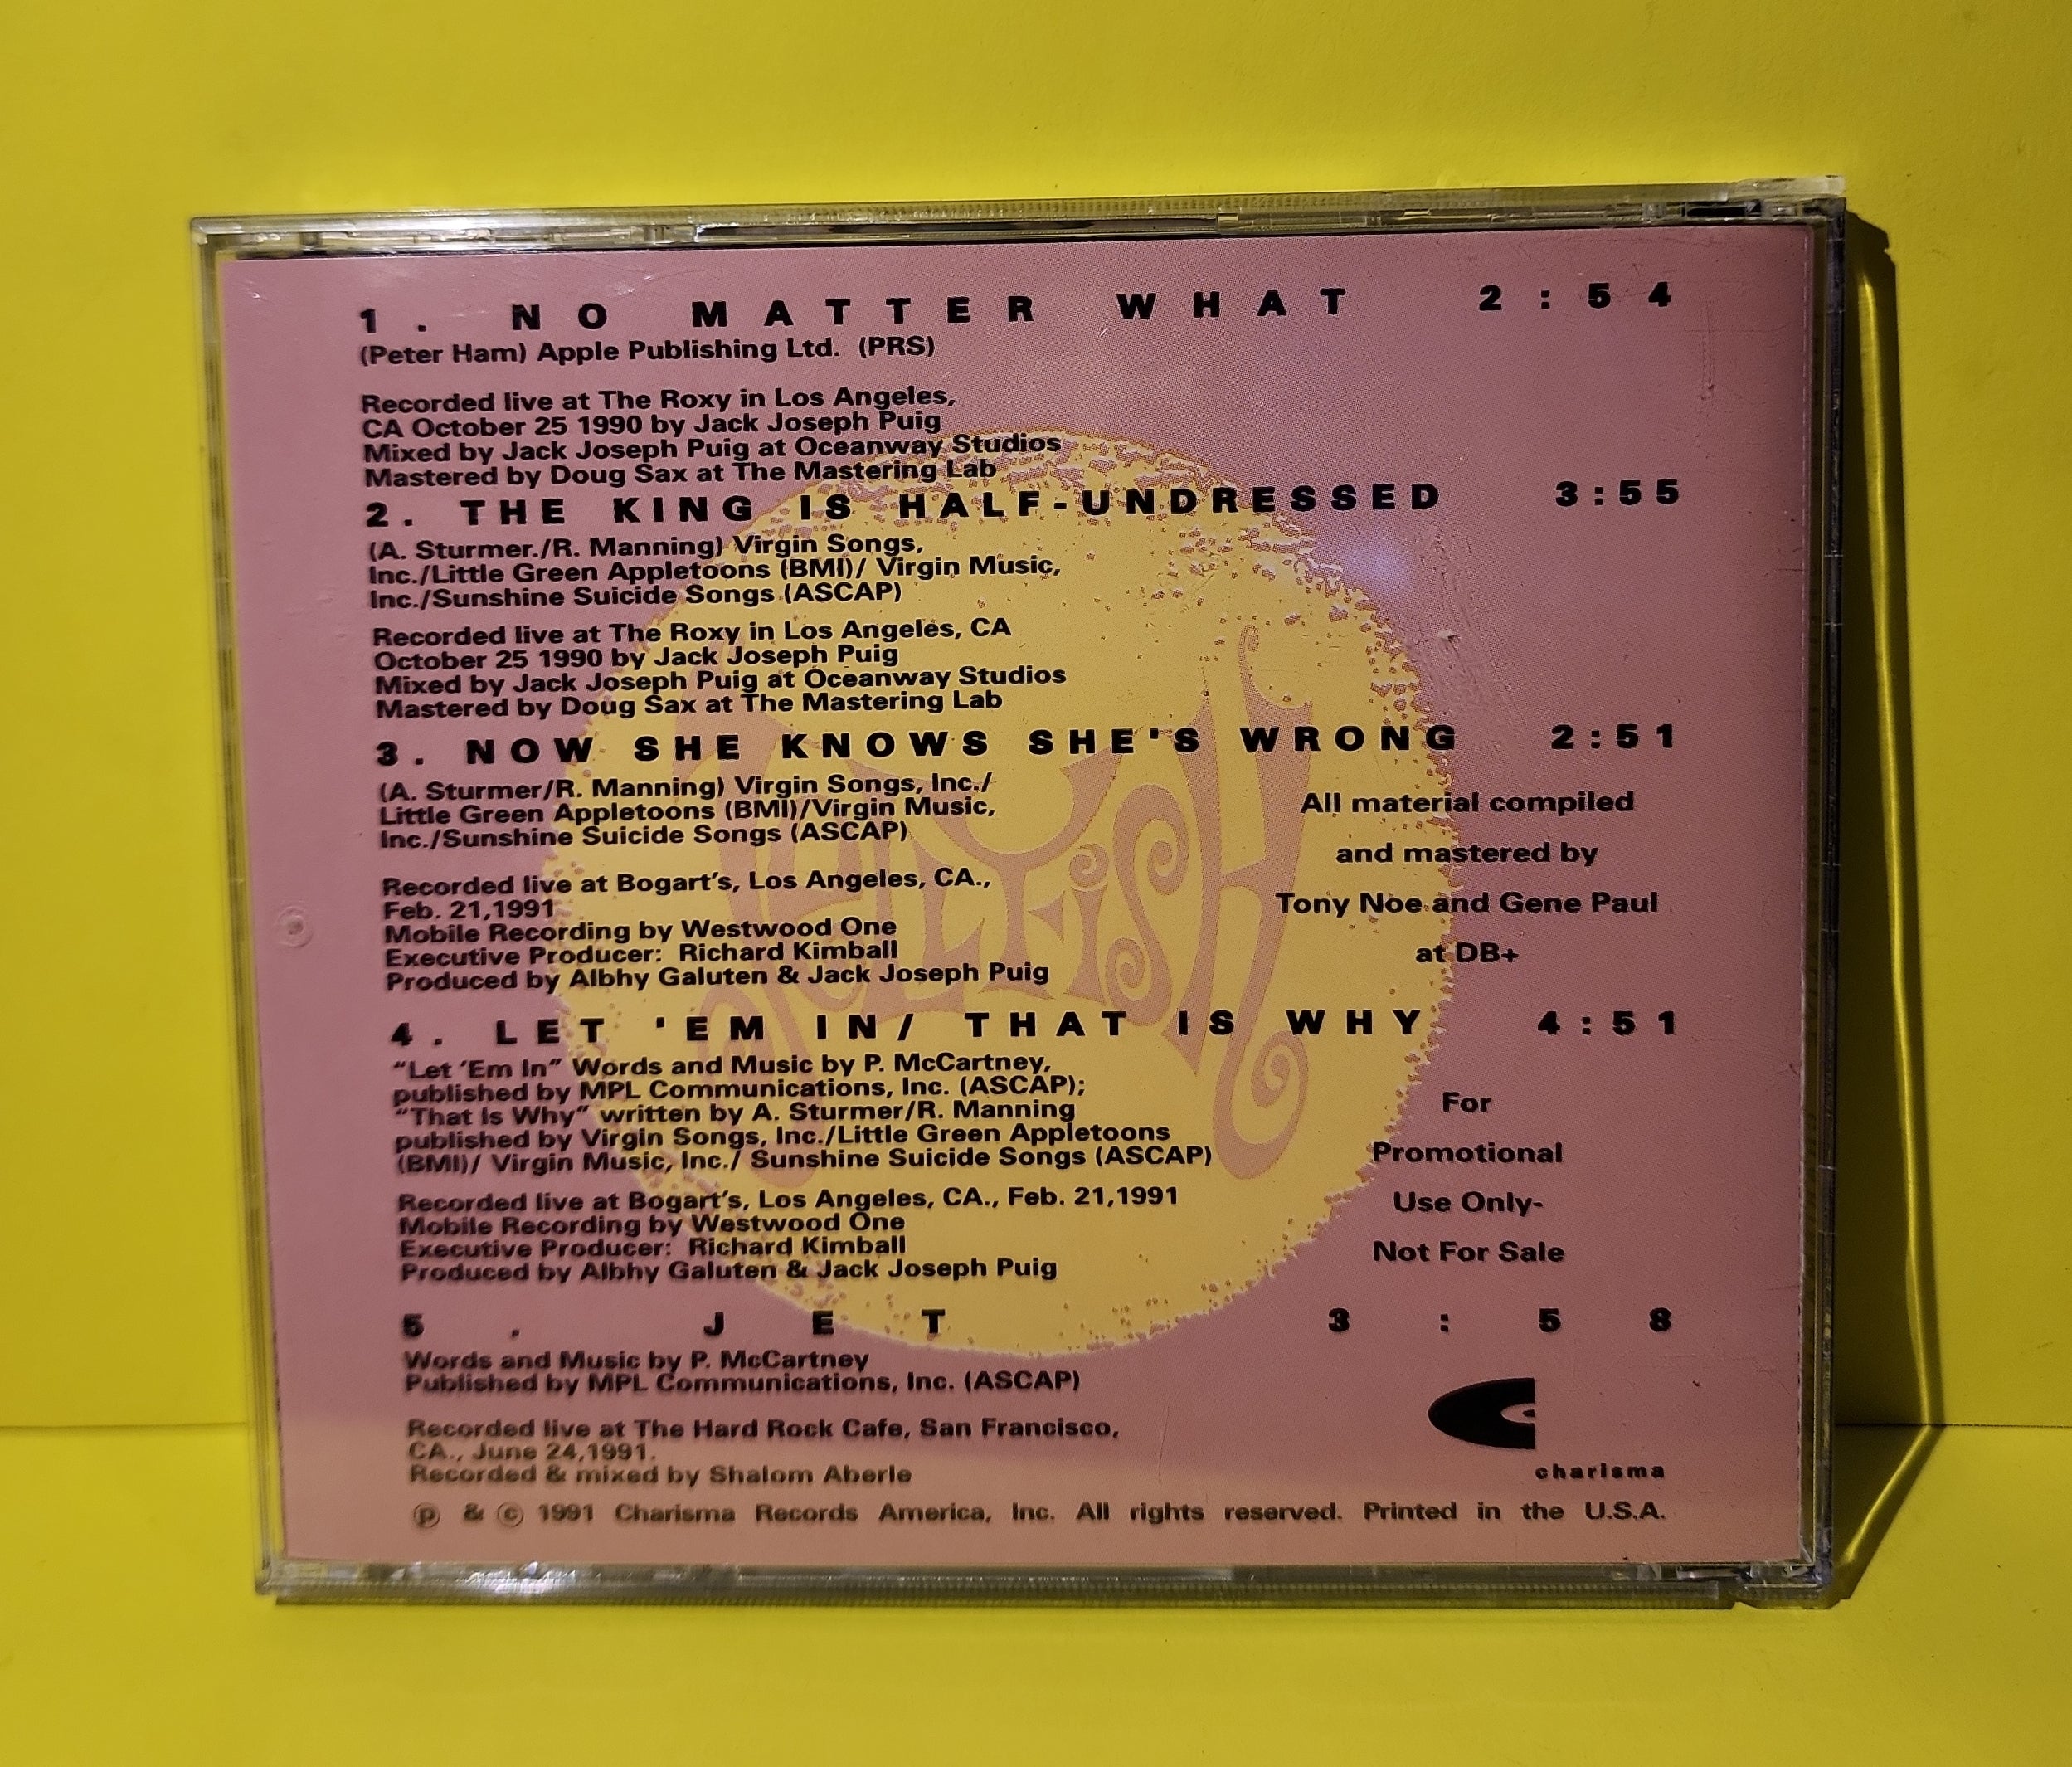 1. NO MATTER WHAT 2:54
(Peter Ham) Apple Publishing Ltd. (PRS)
Recorded live at The Roxy in Los Angeles,
CA October 25 1990 by Jack Joseph Puig
Mixed by Jack Joseph Puig at Oceanway Studios
Mastered by Doug Sax at The Mastering Lab
2. THE KING IS HALF-UNDRESSED 3:55
(A. Sturmer./R. Manning) Virgin Songs,
Inc./Little Green Appletoons (BMI)/ Virgin Music,
Inc./Sunshine Suicide Songs (ASCAP)
Recorded live at The Roxy in Los Angeles, CA
October 25 1990 by Jack Joseph Puig
Mixed by Jack Joseph Puig at Oceanway Studios
Mastered by Doug Sax at The Mastering Lab
3. NOW SHE KNOWS SHE'S WRONG 2:51
(A. Sturmer/R. Manning) Virgin Songs, Inc./
Little Green Appletoons (BMI)/Virgin Music,
Inc./Sunshine Suicide Songs (ASCAP)
Recorded live at Bogart's, Los Angeles, CA.,
Feb. 21,1991
Mobile Recording by Westwood One
Executive Producer: Richard Kimball
Produced by Albhy Galuten & Jack Joseph Puig
All material compiled
and mastered by
Tony Noe and Gene Paul
at DB+
JELLYFISH
4. LET 'EM IN/ THAT IS WHY 4:51
"Let 'Em In" Words and Music by P. McCartney,
published by MPL Communications, Inc. (ASCAP);
"That Is Why" written by A. Sturmer/R. Manning
published by Virgin Songs, Inc./Little Green Appletoons
(BMI)/ Virgin Music, Inc./ Sunshine Suicide Songs (ASCAP)
Recorded live at Bogart's, Los Angeles, CA., Feb. 21,1991
Mobile Recording by Westwood One
Executive Producer: Richard Kimball
Produced by Albhy Galuten & Jack Joseph Puig
For
Promotional
Use Only-
Not For Sale
5. JET 3:58
Words and Music by P. McCartney
Published by MPL Communications, Inc. (ASCAP)
Recorded live at The Hard Rock Cafe, San Francisco,
CA., June 24,1991.
Recorded & mixed by Shalom Aberle
charisma
℗ & © 1991 Charisma Records America, Inc. All rights reserved. Printed in the U.S.A.